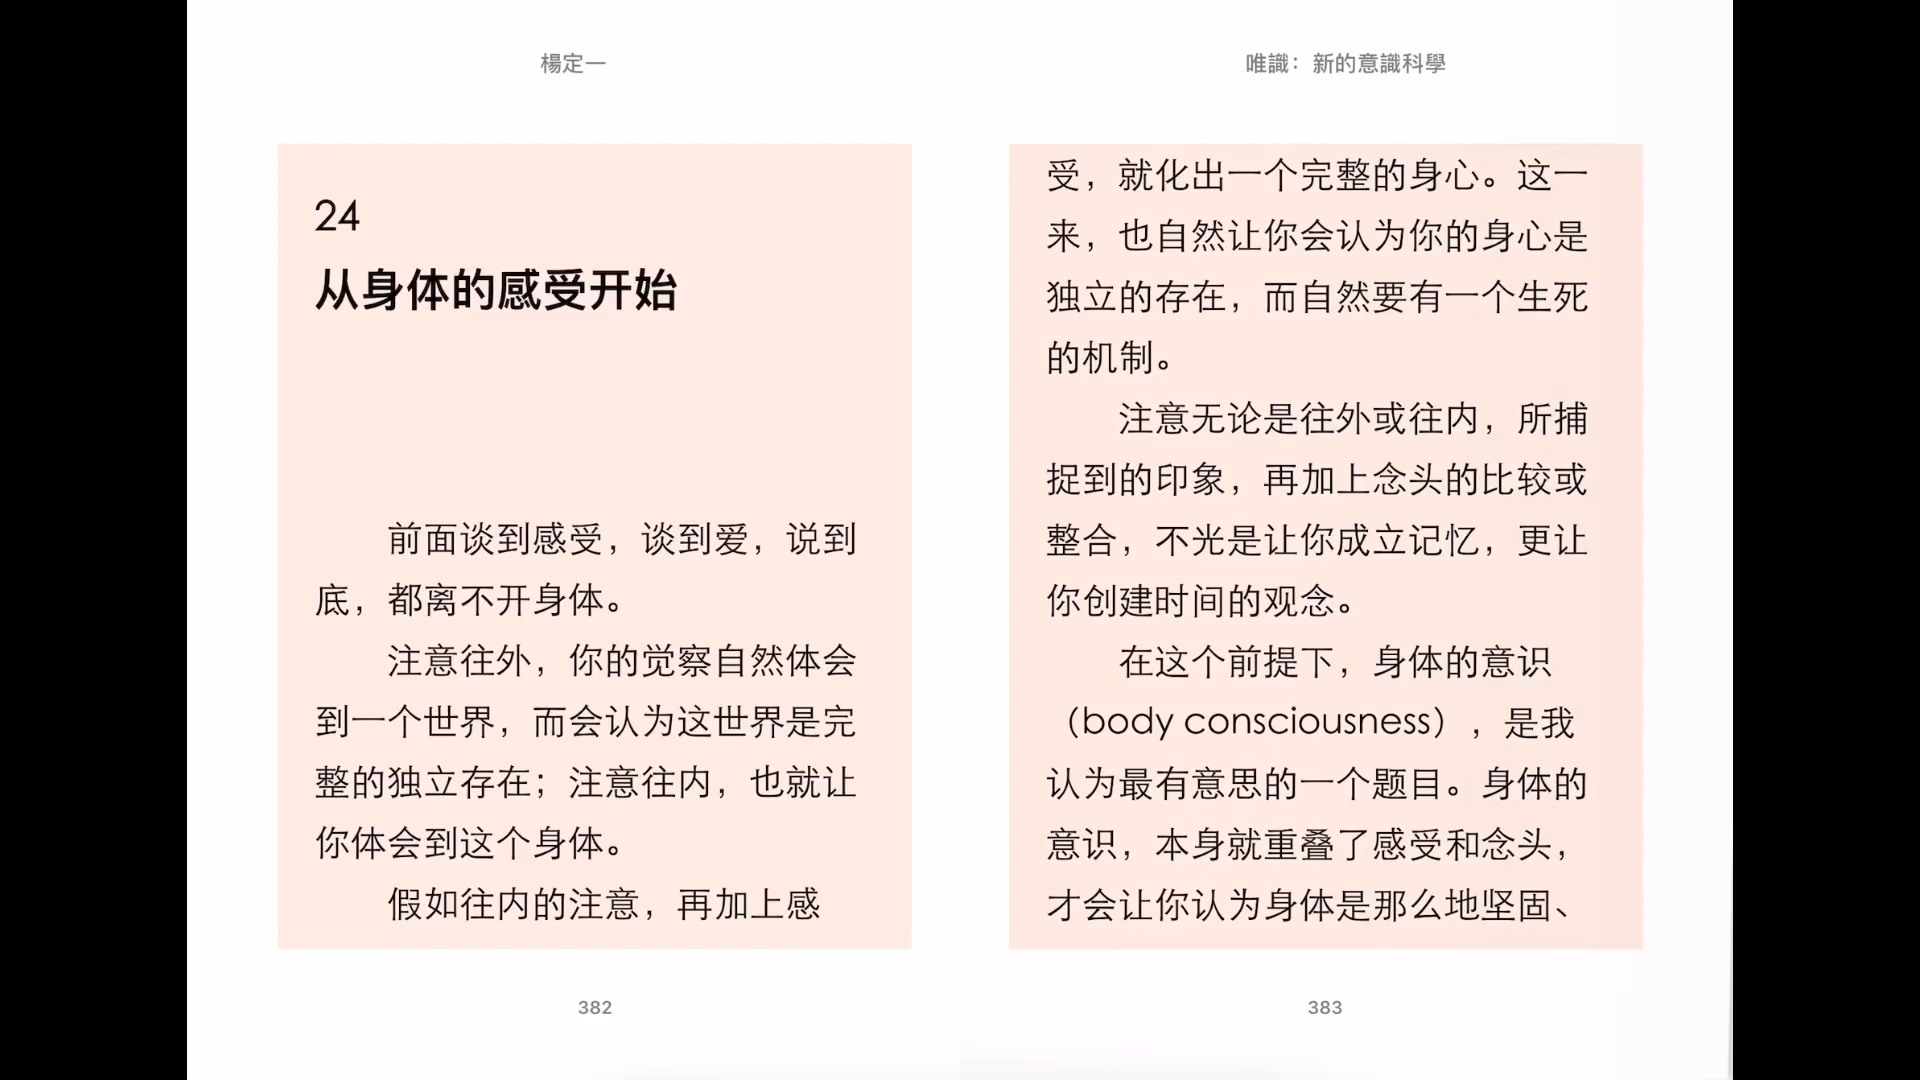 楊定一
24
从身体的感受开始
前面谈到感受，谈到爱，说到
底，都离不开身体。
注意往外，你的觉察自然体会
到一个世界，而会认为这世界是完
整的独立存在；注意往内，也就让
你体会到这个身体。
假如往内的注意，再加上感
382
唯識：新的意識科學
受，就化出一个完整的身心。这一
来，也自然让你会认为你的身心是
独立的存在，而自然要有一个生死
的机制。
注意无论是往外或往内，所捕
捉到的印象，再加上念头的比较或
整合，不光是让你成立记忆，更让
你创建时间的观念。
在这个前提下，身体的意识
（body consciousness），是我
认为最有意思的一个题目。身体的
意识，本身就重叠了感受和念头，
才会让你认为身体是那么地坚固、
383